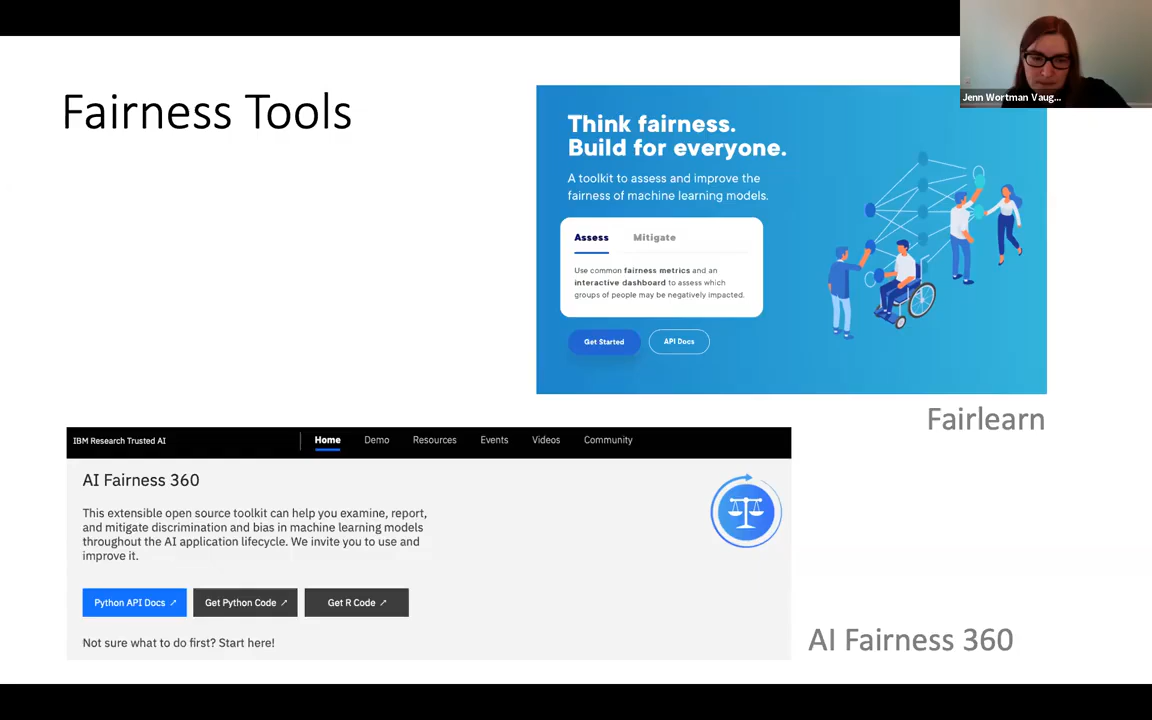 Fairness Tools
Jenn Wortman Vaug...
Think fairness.
Build for everyone.
A toolkit to assess and improve the
fairness of machine learning models.
Assess Mitigate
Use common fairness metrics and an
interactive dashboard to assess which
groups of people may be negatively impacted.
Get Started API Docs
Fairlearn
IBM Research Trusted AI Home Demo Resources Events Videos Community
AI Fairness 360
This extensible open source toolkit can help you examine, report,
and mitigate discrimination and bias in machine learning models
throughout the AI application lifecycle. We invite you to use and
improve it.
Python API Docs ↗ Get Python Code ↗ Get R Code ↗
Not sure what to do first? Start here!
AI Fairness 360